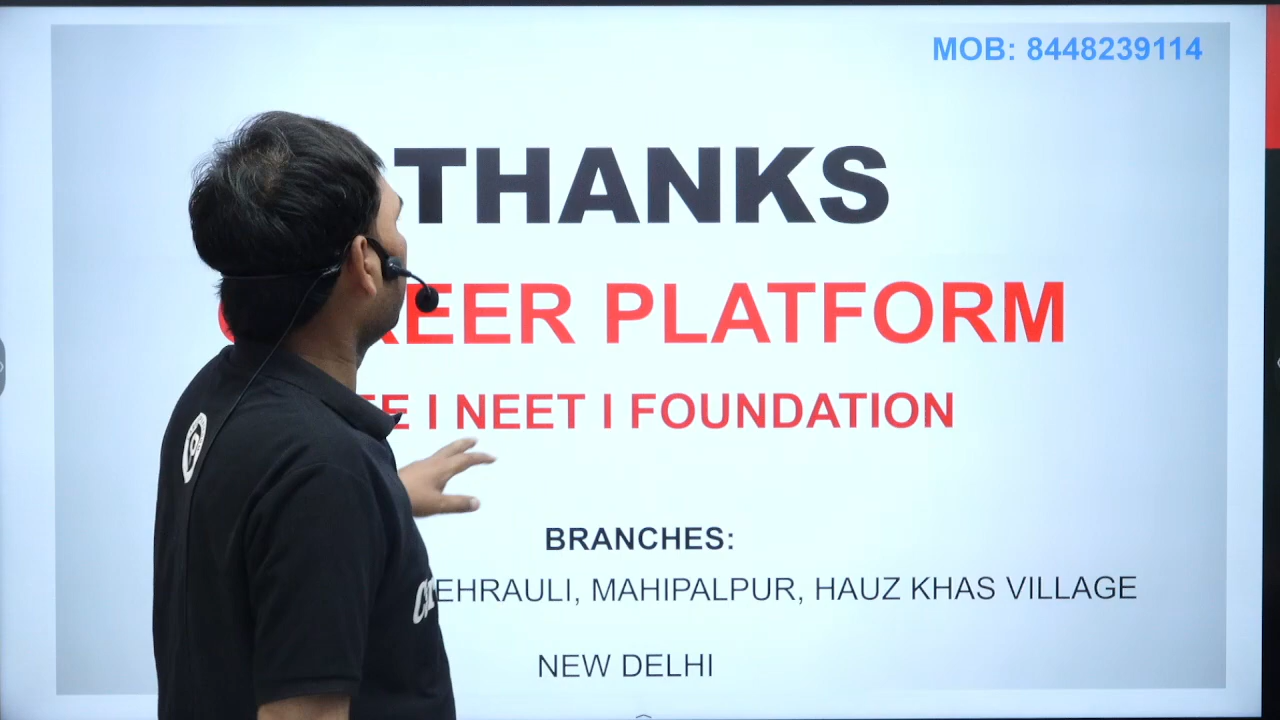 MOB: 8448239114
THANKS
PLATFORM
I NEET I FOUNDATION
BRANCHES:
MAHIPALPUR, HAUZ KHAS VILLAGE
NEW DELHI